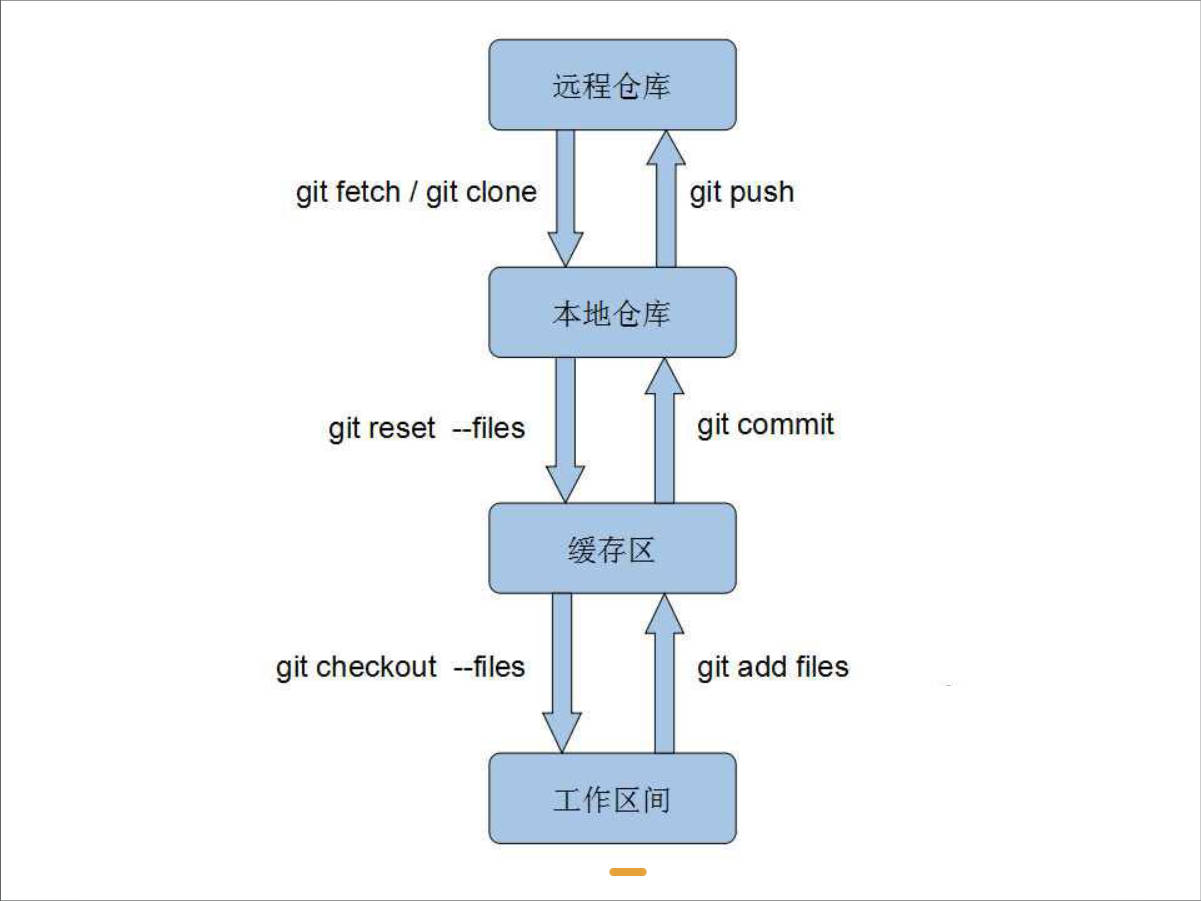 远程仓库
git fetch / git clone
git push
本地仓库
git reset --files
git commit
缓存区
git checkout --files
git add files
工作区间